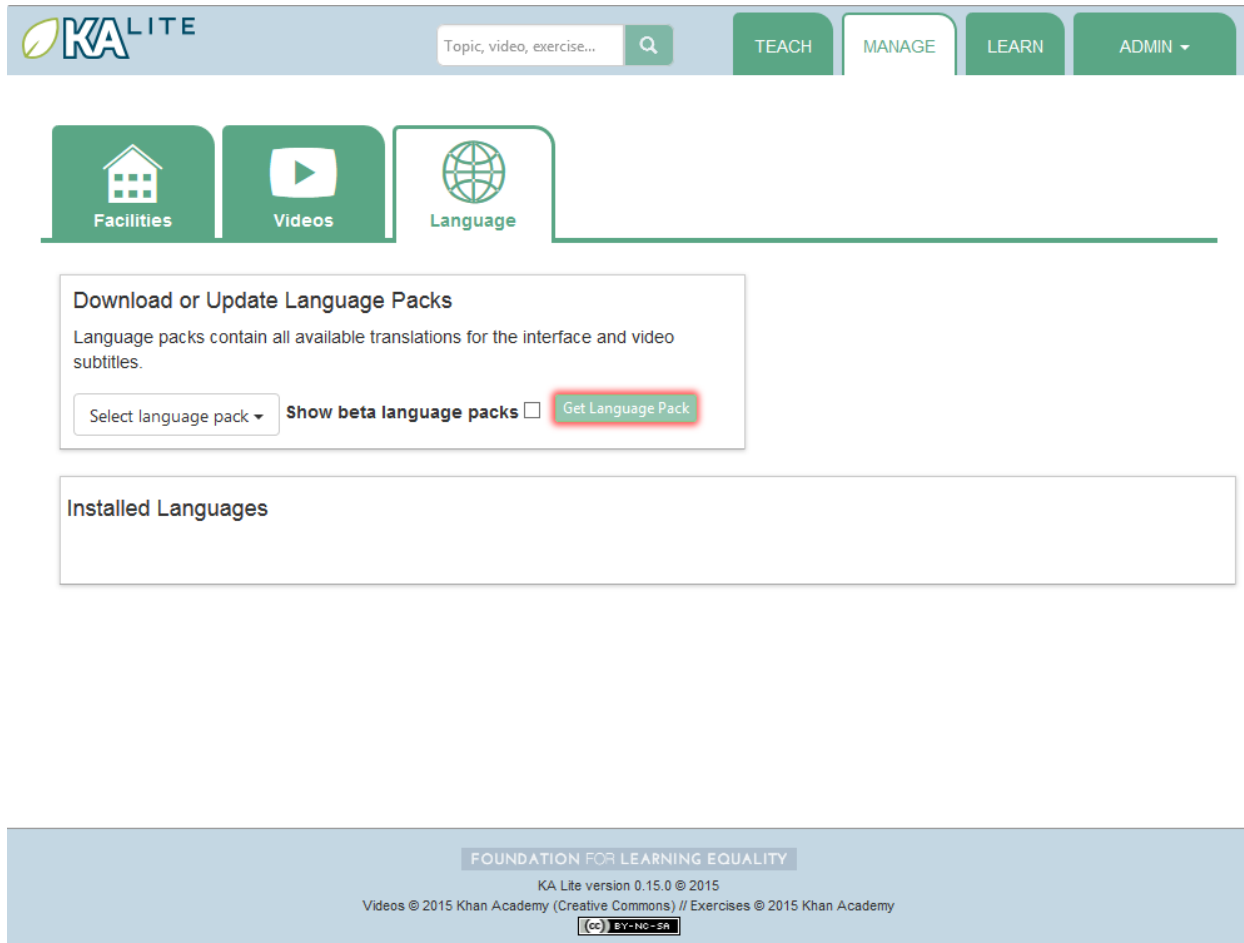 KA LITE
Topic, video, exercise...
TEACH
MANAGE
LEARN
ADMIN
Facilities
Videos
Language
Download or Update Language Packs
Language packs contain all available translations for the interface and video
subtitles.
Select language pack
Show beta language packs
Get Language Pack
Installed Languages
FOUNDATION FOR LEARNING EQUALITY
KA Lite version 0.15.0 © 2015
Videos © 2015 Khan Academy (Creative Commons) // Exercises © 2015 Khan Academy
(cc) BY-NC-SA